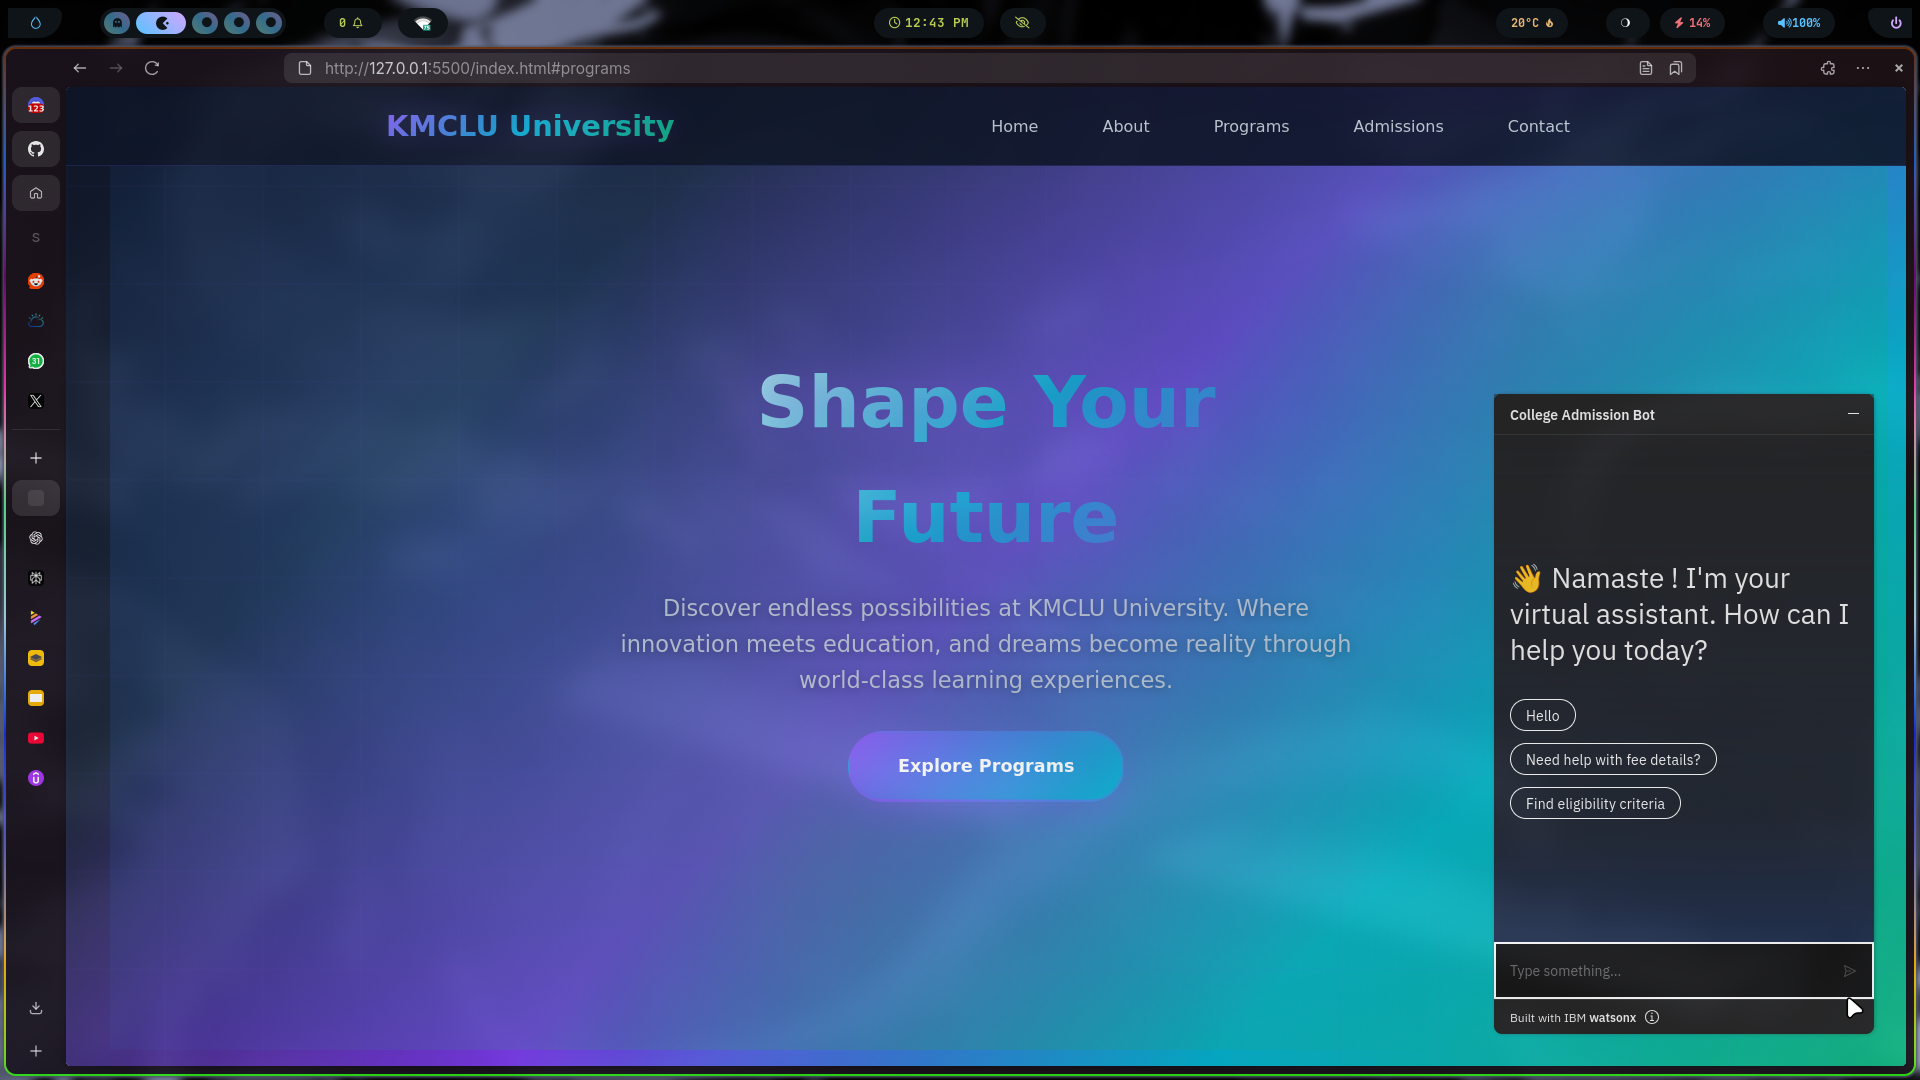 0
12:43 PM
20°C
14%
100%
http://127.0.0.1:5500/index.html#programs
123
S
31
KMCLU University
Home
About
Programs
Admissions
Contact
Shape Your
Future
Discover endless possibilities at KMCLU University. Where
innovation meets education, and dreams become reality through
world-class learning experiences.
Explore Programs
College Admission Bot
👋 Namaste ! I'm your
virtual assistant. How can I
help you today?
Hello
Need help with fee details?
Find eligibility criteria
Type something...
Built with IBM watsonx